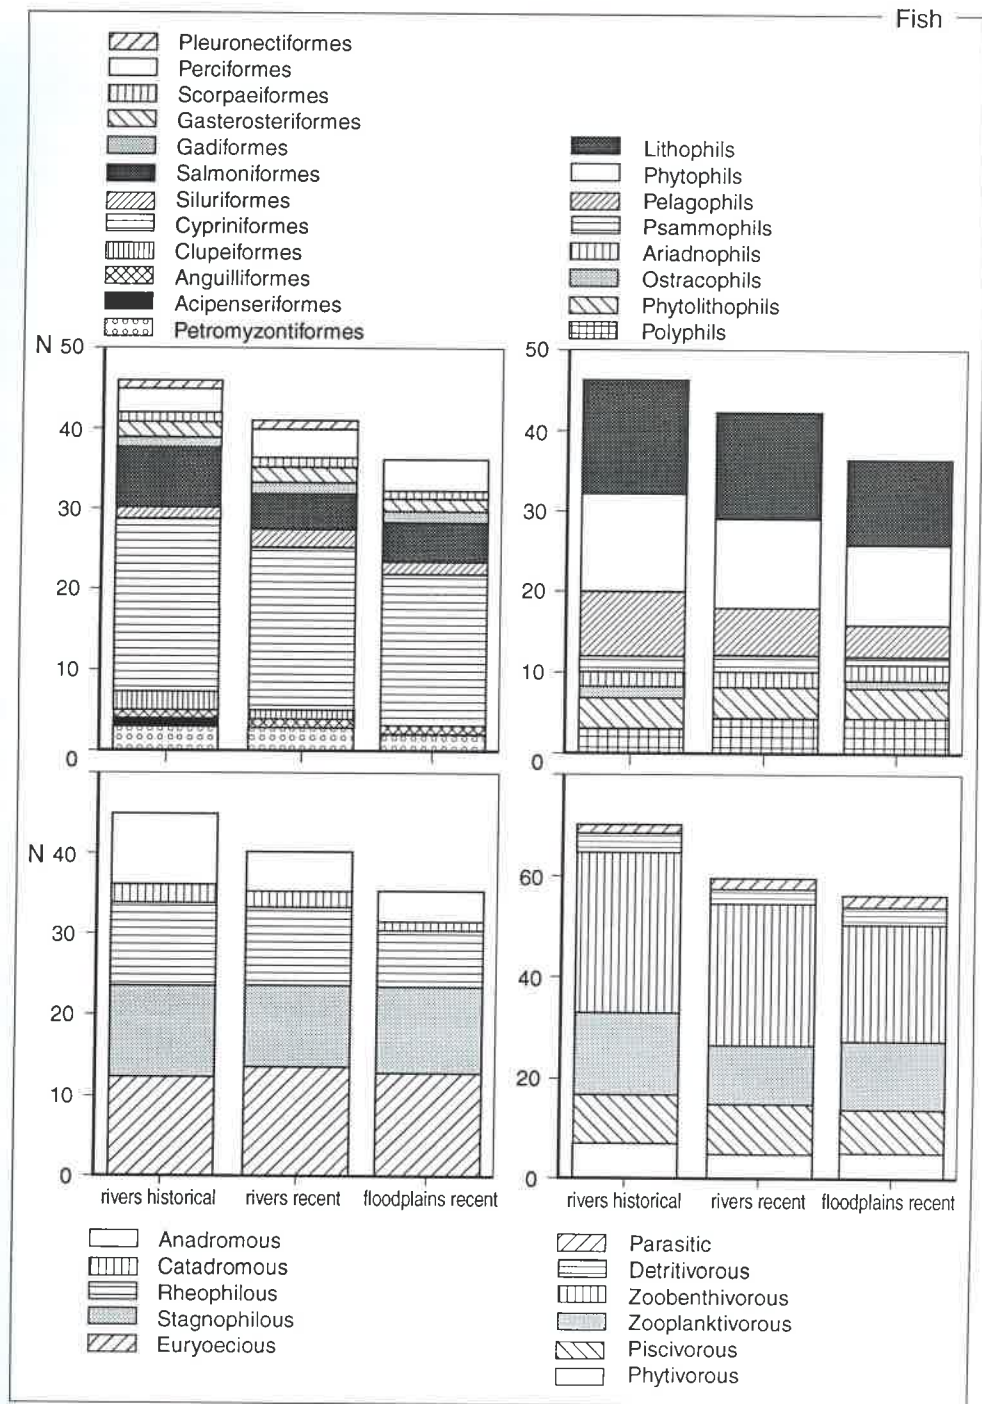 Fish
Pleuronectiformes
Perciformes
Scorpaeiformes
Gasterosteriformes
Gadiformes
Salmoniformes
Siluriformes
Cypriniformes
Clupeiformes
Anguilliformes
Acipenseriformes
Petromyzontiformes
Lithophils
Phytophils
Pelagophils
Psammophils
Ariadnophils
Ostracophils
Phytolithophils
Polyphils
N 50
40
30
20
10
0
50
40
30
20
10
0
N 40
30
20
10
0
rivers historical rivers recent floodplains recent
60
40
20
0
rivers historical rivers recent floodplains recent
Anadromous
Catadromous
Rheophilous
Stagnophilous
Euryoecious
Parasitic
Detritivorous
Zoobenthivorous
Zooplanktivorous
Piscivorous
Phytivorous